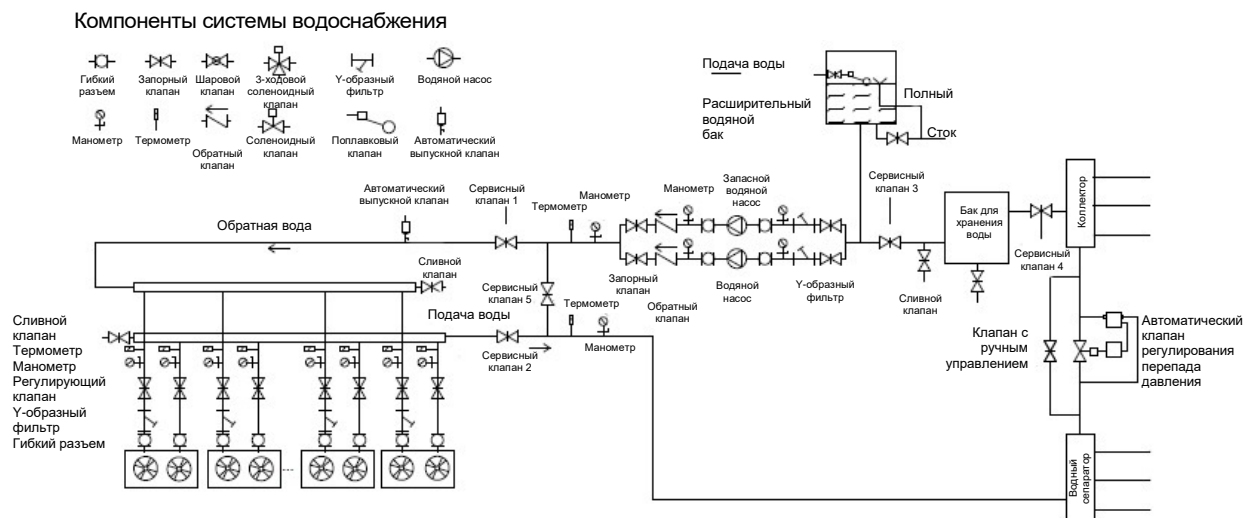 Компоненты системы водоснабжения
Гибкий
разъем
Запорный
клапан
Шаровой
клапан
3-ходовой
соленоидный
клапан
Y-образный
фильтр
Водяной насос
Манометр
Термометр
Обратный
клапан
Соленоидный
клапан
Поплавковый
клапан
Автоматический
выпускной клапан
Подача воды
Расширительный
водяной
бак
Полный
Сток
Автоматический
выпускной клапан
Сервисный
клапан 1
Термометр
Манометр
Манометр
Запасной
водяной
насос
Сервисный
клапан 3
Бак для
хранения
воды
Сервисный
клапан 4
Коллектор
Обратная вода
Сливной
клапан
Сервисный
клапан 5
Запорный
клапан
Обратный
клапан
Водяной
насос
Y-образный
фильтр
Сливной
клапан
Подача воды
Термометр
Манометр
Сервисный
клапан 2
Сливной
клапан
Термометр
Манометр
Регулирующий
клапан
Y-образный
фильтр
Гибкий разъем
Клапан с
ручным
управлением
Автоматический
клапан
регулирования
перепада
давления
Водный
сепаратор